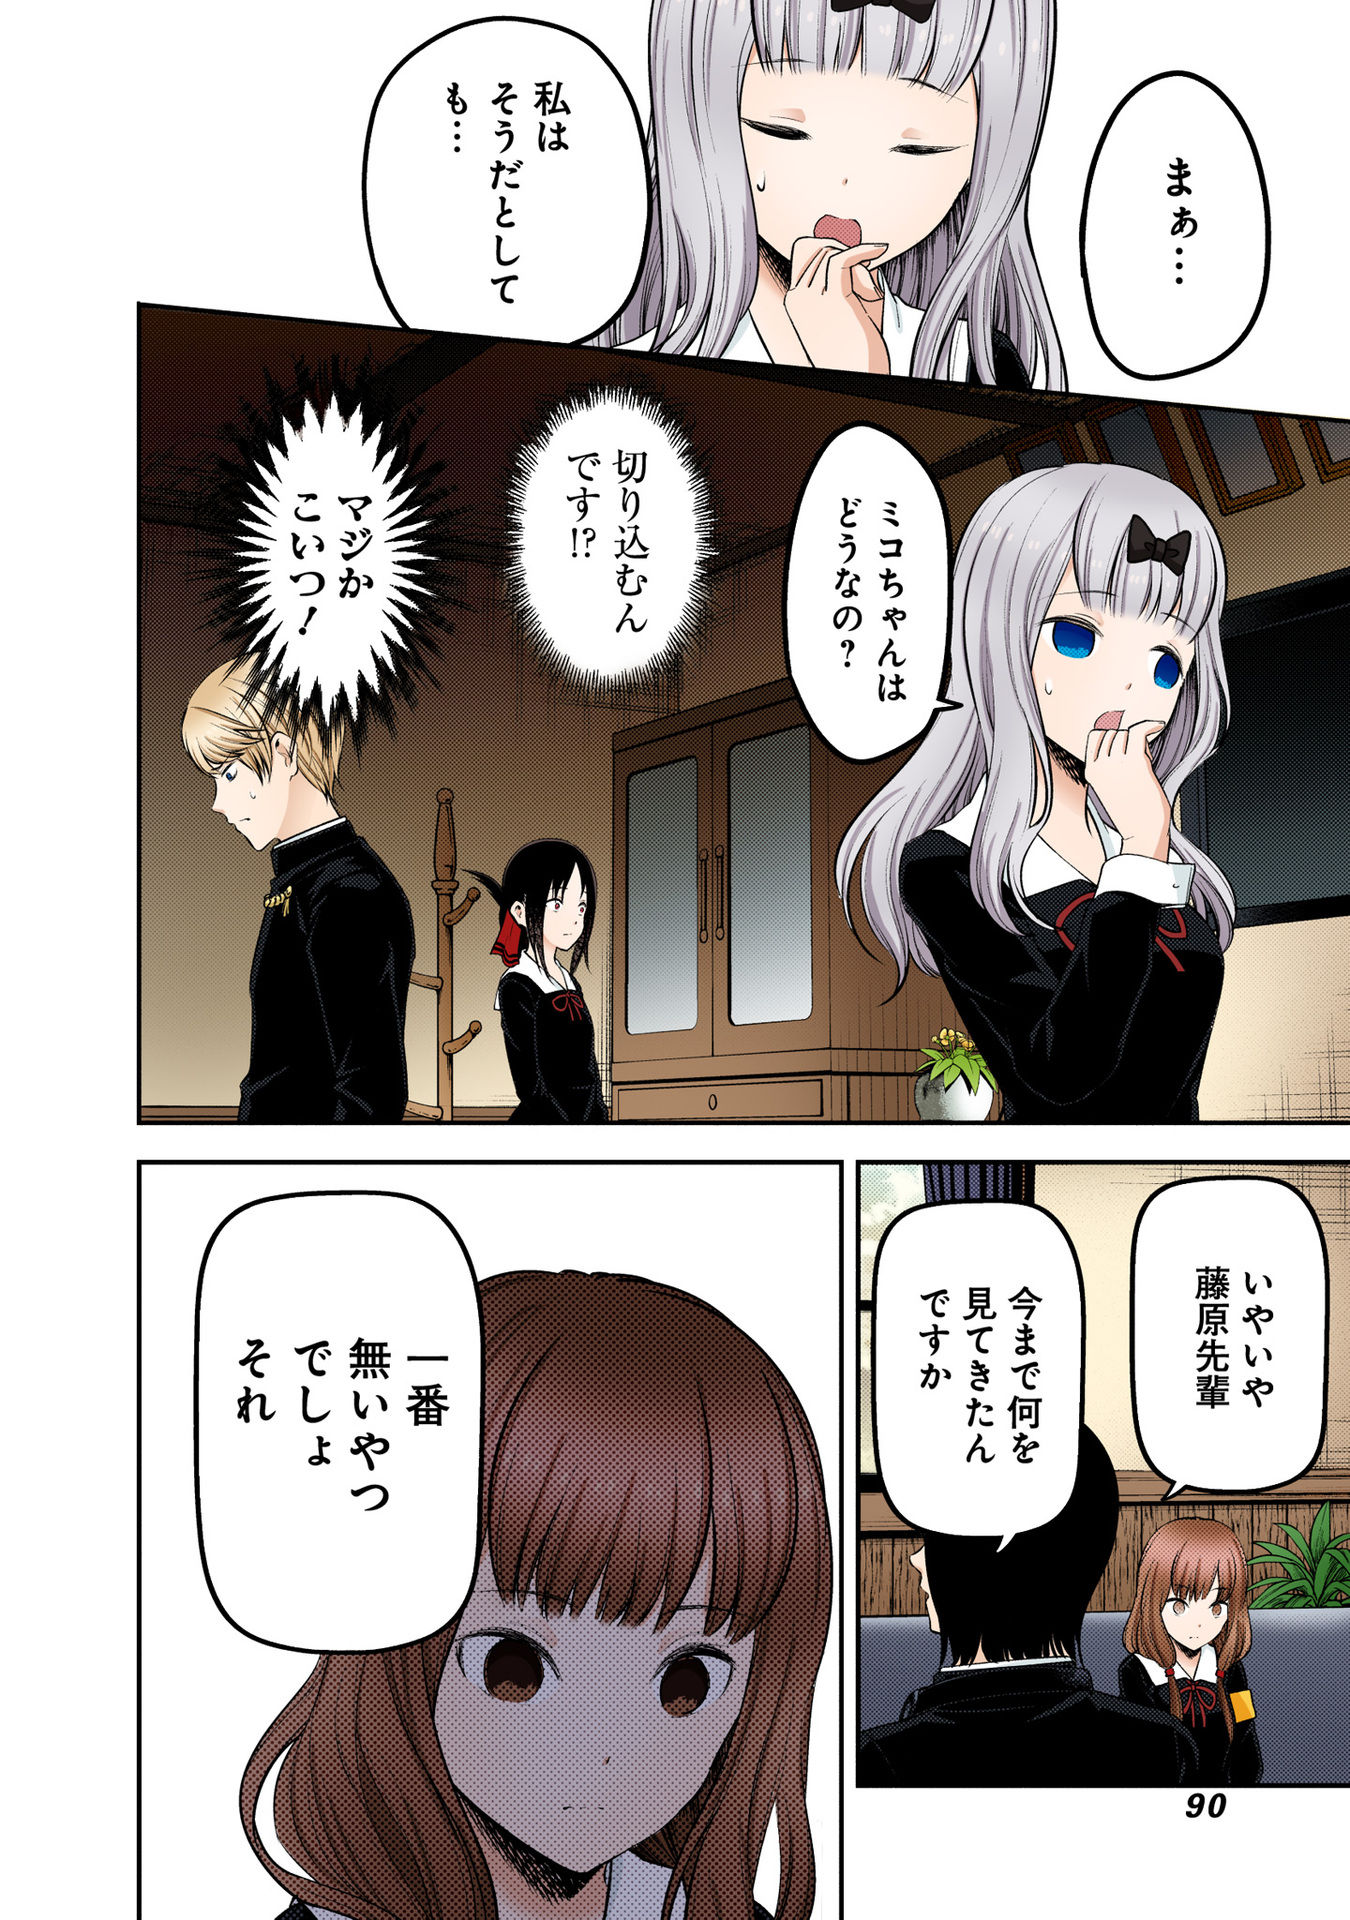 まぁ…
私は
そうだとして
も…
ミコちゃんは
どうなの？
切り込むん
です!?
マジか
こいつ！
いやいや
藤原先輩
今まで何を
見てきたん
ですか
一番
無いやつ
でしょ
それ
90